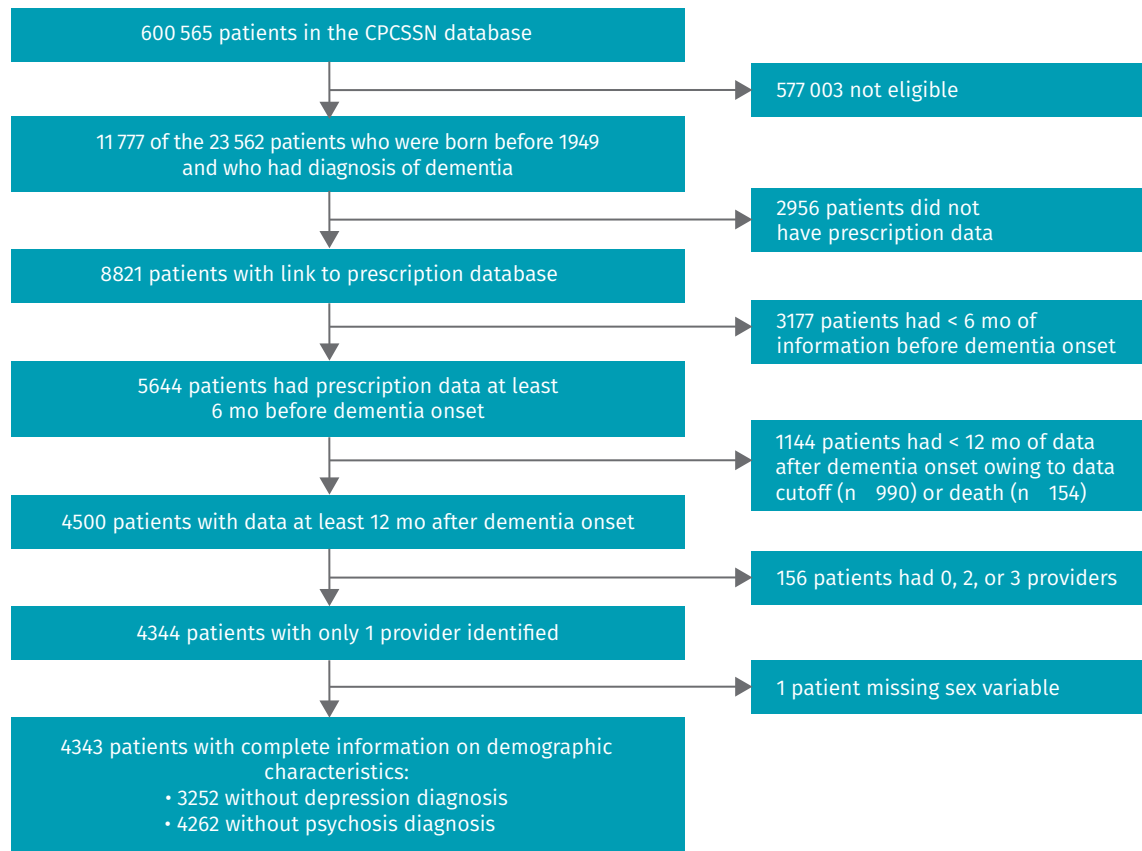 600 565 patients in the CPCSSN database
577 003 not eligible
11 777 of the 23 562 patients who were born before 1949
and who had diagnosis of dementia
2956 patients did not
have prescription data
8821 patients with link to prescription database
3177 patients had < 6 mo of
information before dementia onset
5644 patients had prescription data at least
6 mo before dementia onset
1144 patients had < 12 mo of data
after dementia onset owing to data
cutoff (n 990) or death (n 154)
4500 patients with data at least 12 mo after dementia onset
156 patients had 0, 2, or 3 providers
4344 patients with only 1 provider identified
1 patient missing sex variable
4343 patients with complete information on demographic
characteristics:
• 3252 without depression diagnosis
• 4262 without psychosis diagnosis